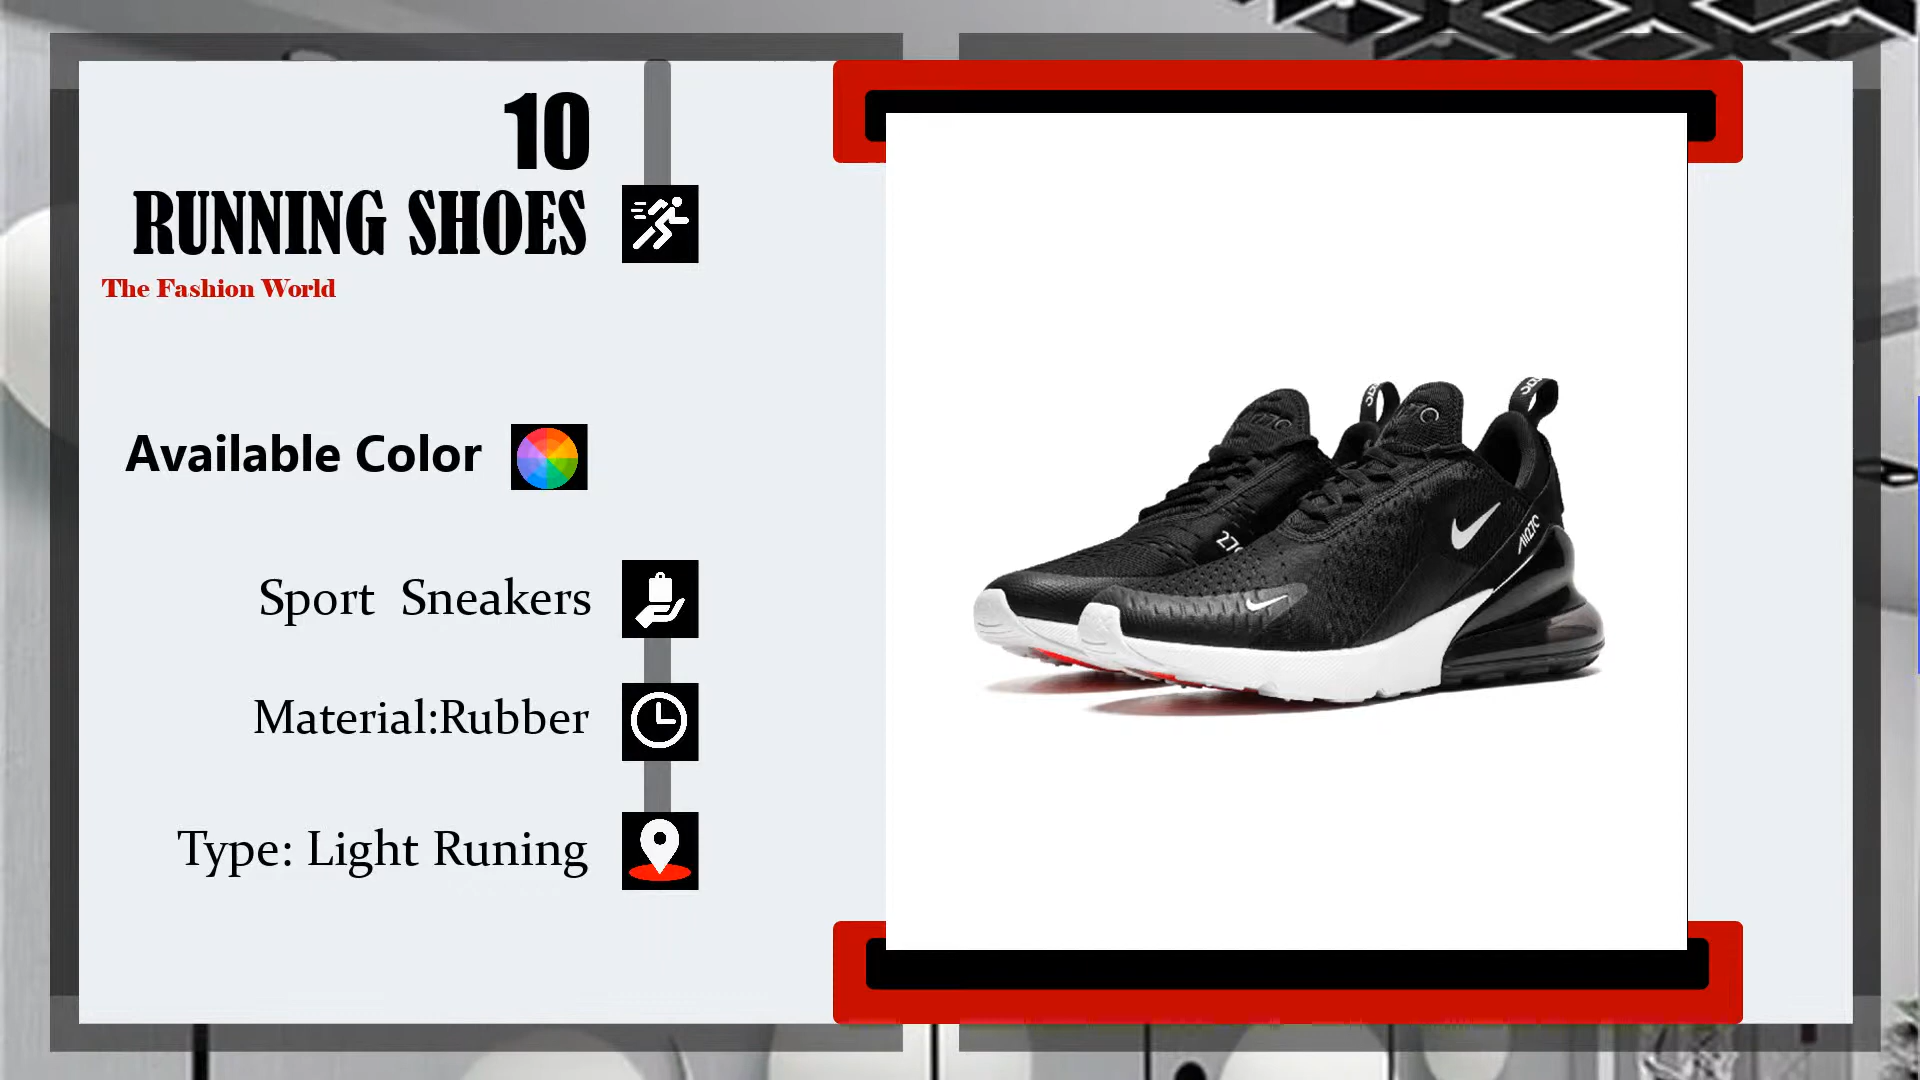 10
RUNNING SHOES
The Fashion World
Available Color
Sport Sneakers
Material:Rubber
Type: Light Runing